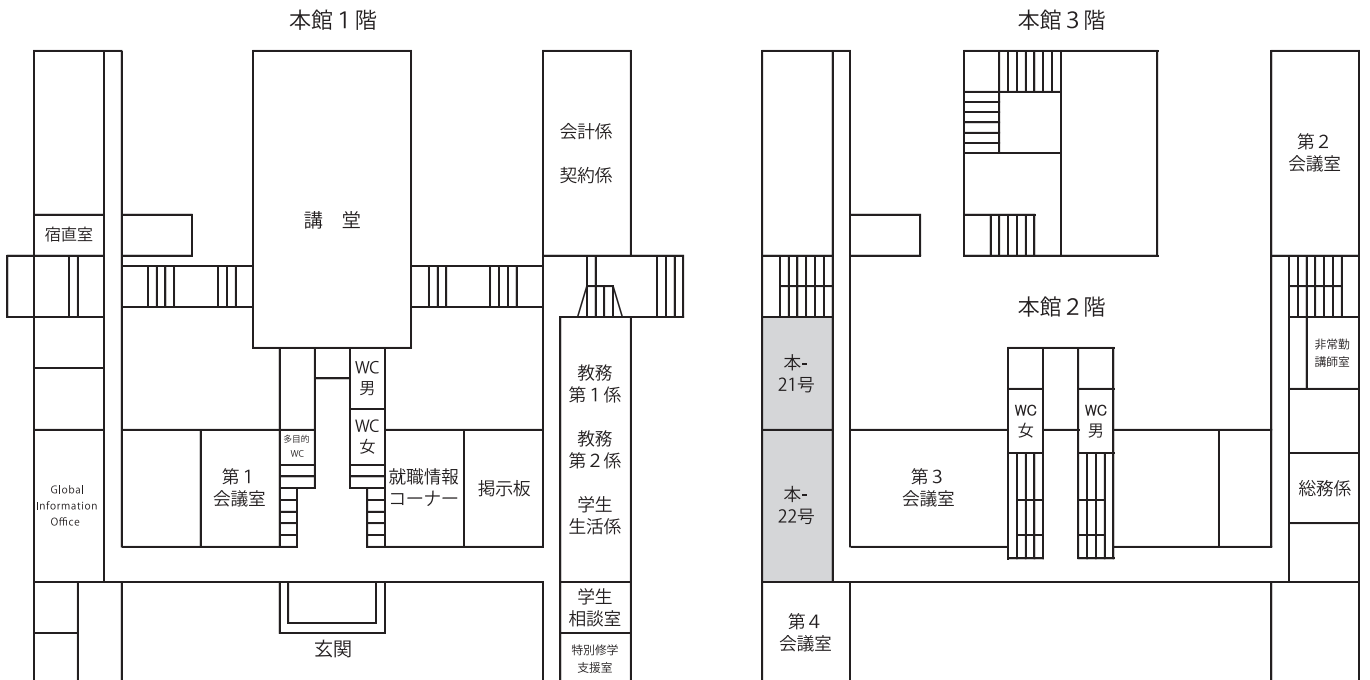 本館１階
会計係
契約係
講　堂
宿直室
WC
男
WC
女
多目的
WC
第１
会議室
就職情報
コーナー
掲示板
Global
Information
Office
教務
第１係
教務
第２係
学生
生活係
学生
相談室
特別修学
支援室
玄関
本館３階
本館２階
第２
会議室
非常勤
講師室
本-
21号
WC
女
WC
男
第３
会議室
総務係
本-
22号
第４
会議室